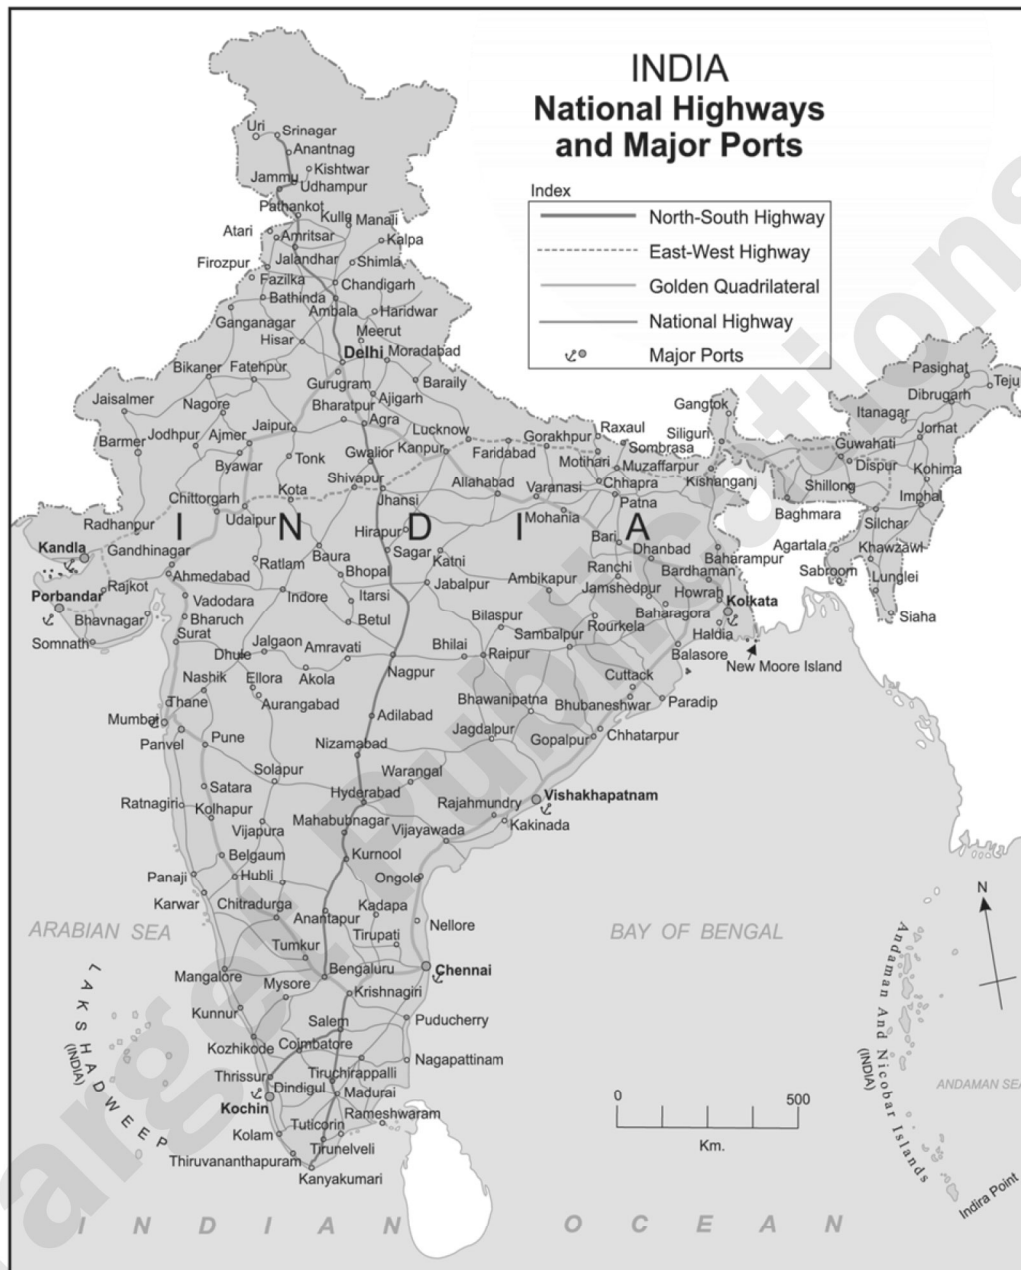 INDIA
National Highways
and Major Ports
Index
North-South Highway
East-West Highway
Golden Quadrilateral
National Highway
Major Ports
Uri
Srinagar
Anantnag
Kishtwar
Jammu
Udhampur
Pathankot
Kullu
Manali
Atari
Amritsar
Kalpa
Jalandhar
Shimla
Firozpur
Fazilka
Chandigarh
Bathinda
Ambala
Haridwar
Ganganagar
Meerut
Hisar
Delhi
Moradabad
Bikaner
Fatehpur
Gurugram
Baraily
Jaisalmer
Nagore
Bharatpur
Ajigarh
Agra
Jaipur
Lucknow
Barmer
Jodhpur
Ajmer
Gwalior
Kanpur
Gorakhpur
Raxaul
Sombrasa
Faridabad
Motihari
Muzaffarpur
Byawar
Tonk
Shivapur
Kota
Jhansi
Allahabad
Varanasi
Chhapra
Patna
Kishanganj
Siliguri
Gangtok
Pasighat
Teju
Dibrugarh
Itanagar
Jorhat
Guwahati
Dispur
Kohima
Shillong
Imphal
Baghmara
Silchar
Agartala
Khawzawl
Sabroom
Lunglei
Siaha
Chittorgarh
Udaipur
Radhanpur
INDIA
Hirapur
Mohania
Bari
Dhanbad
Baharampur
Kandla
Gandhinagar
Baura
Sagar
Katni
Ratlam
Bhopal
Jabalpur
Ambikapur
Ranchi
Bardhaman
Jamshedpur
Howrah
Kolkata
Rajkot
Ahmedabad
Porbandar
Vadodara
Indore
Itarsi
Bhavnagar
Bharuch
Betul
Bilaspur
Baharagora
Rourkela
Haldia
Somnath
Surat
Jalgaon
Amravati
Bhilai
Raipur
Sambalpur
Balasore
New Moore Island
Dhule
Nagpur
Nashik
Ellora
Akola
Cuttack
Thane
Aurangabad
Adilabad
Bhawanipatna
Bhubaneshwar
Paradip
Mumbai
Panvel
Pune
Nizamabad
Jagdalpur
Gopalpur
Chhatarpur
Solapur
Warangal
Satara
Hyderabad
Vishakhapatnam
Ratnagiri
Kolhapur
Mahabubnagar
Rajahmundry
Vijapura
Vijayawada
Kakinada
Belgaum
Kurnool
Panaji
Hubli
Ongole
Karwar
Chitradurga
Kadapa
Anantapur
Nellore
ARABIAN SEA
BAY OF BENGAL
Tumkur
Tirupati
Mangalore
Bengaluru
Chennai
Mysore
Krishnagiri
Kunnur
Salem
Puducherry
Kozhikode
Coimbatore
Nagapattinam
Thrissur
Tiruchirappalli
Dindigul
Madurai
Kochin
Rameshwaram
Tuticorin
Kolam
Tirunelveli
Thiruvananthapuram
Kanyakumari
LAKSHADWEEP
(INDIA)
N
Andaman And Nicobar Islands
(INDIA)
ANDAMAN SEA
Indira Point
0 500
Km.
INDIAN OCEAN
Target Publications